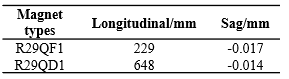 Magnet types Longitudinal/mm Sag/mm
R29QF1 229 -0.017
R29QD1 648 -0.014